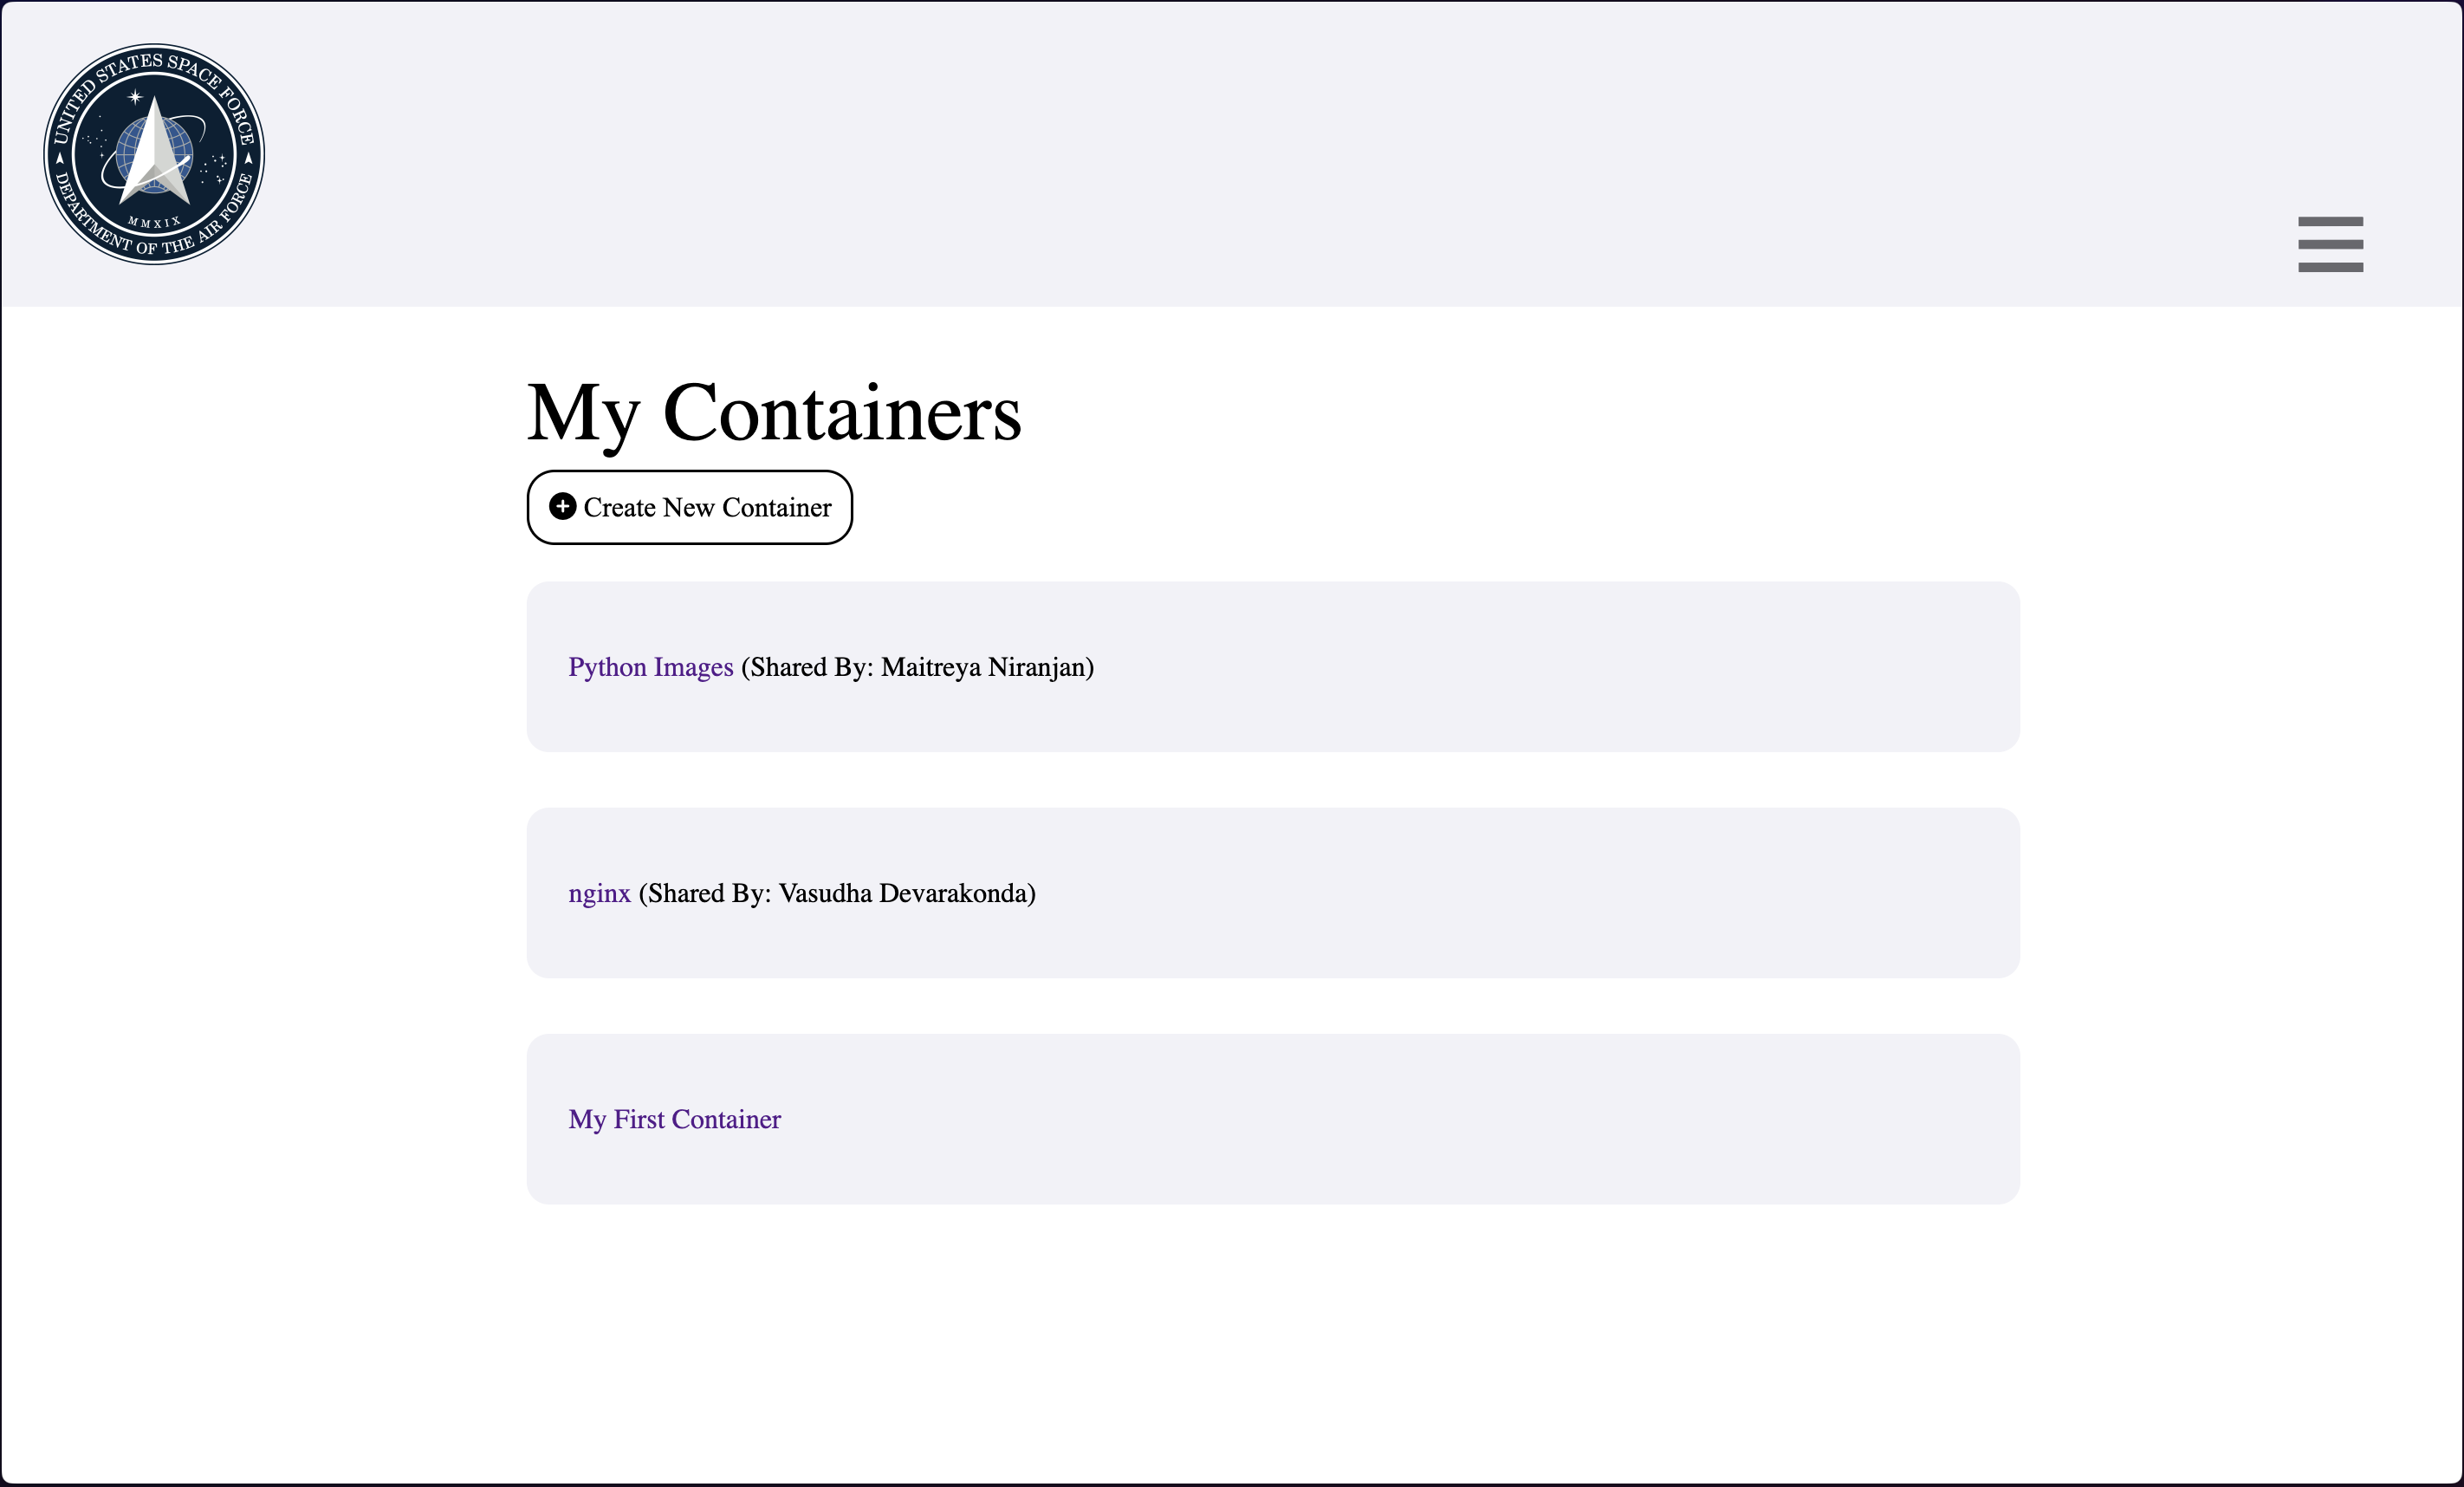 UNITED STATES SPACE FORCE
MMXIX
DEPARTMENT OF THE AIR FORCE
My Containers
Create New Container
Python Images (Shared By: Maitreya Niranjan)
nginx (Shared By: Vasudha Devarakonda)
My First Container